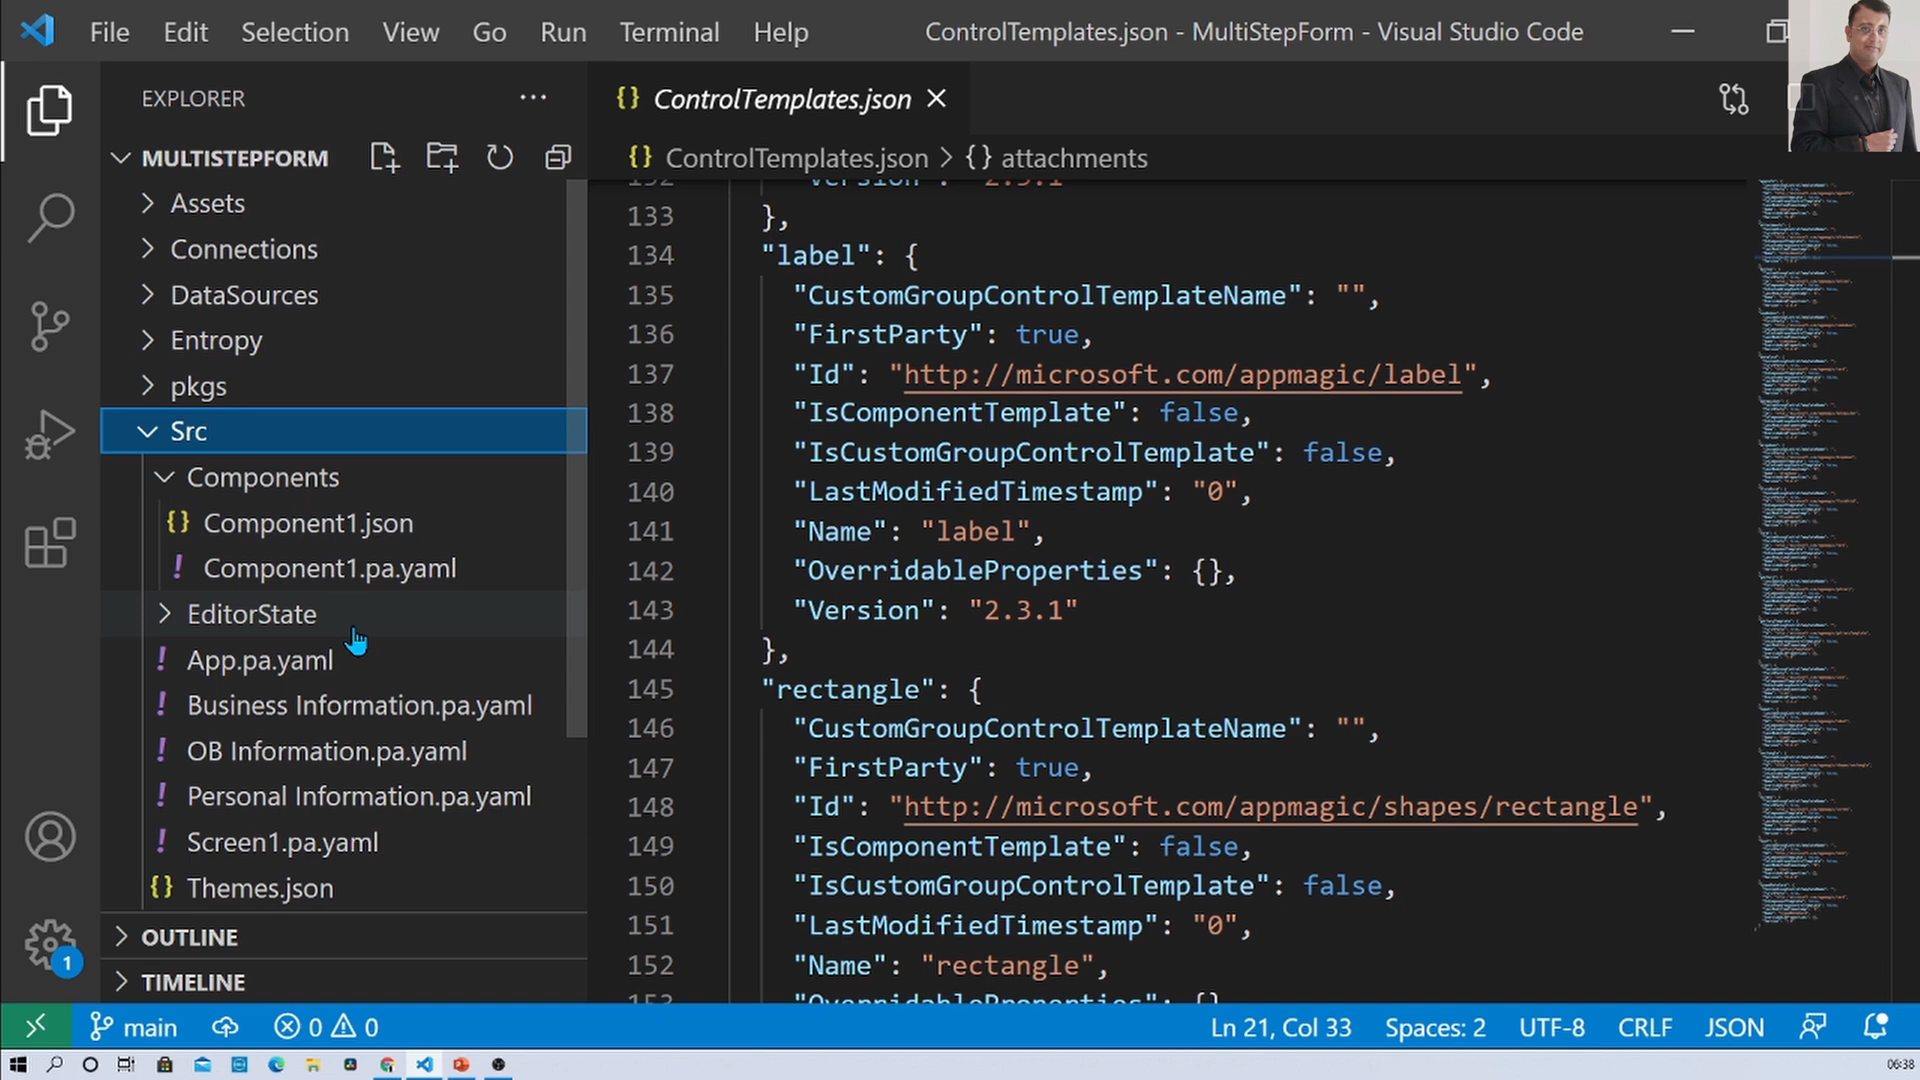 File Edit Selection View Go Run Terminal Help ControlTemplates.json - MultiStepForm - Visual Studio Code
EXPLORER
MULTISTEPFORM
Assets
Connections
DataSources
Entropy
pkgs
Src
Components
Component1.json
Component1.pa.yaml
EditorState
App.pa.yaml
Business Information.pa.yaml
OB Information.pa.yaml
Personal Information.pa.yaml
Screen1.pa.yaml
Themes.json
OUTLINE
TIMELINE
ControlTemplates.json
ControlTemplates.json > {} attachments
133 },
134 "label": {
135 "CustomGroupControlTemplateName": "",
136 "FirstParty": true,
137 "Id": "http://microsoft.com/appmagic/label",
138 "IsComponentTemplate": false,
139 "IsCustomGroupControlTemplate": false,
140 "LastModifiedTimestamp": "0",
141 "Name": "label",
142 "OverridableProperties": {},
143 "Version": "2.3.1"
144 },
145 "rectangle": {
146 "CustomGroupControlTemplateName": "",
147 "FirstParty": true,
148 "Id": "http://microsoft.com/appmagic/shapes/rectangle",
149 "IsComponentTemplate": false,
150 "IsCustomGroupControlTemplate": false,
151 "LastModifiedTimestamp": "0",
152 "Name": "rectangle",
153 "OverridableProperties": {}
1
main 0 0 Ln 21, Col 33 Spaces: 2 UTF-8 CRLF JSON
06:38